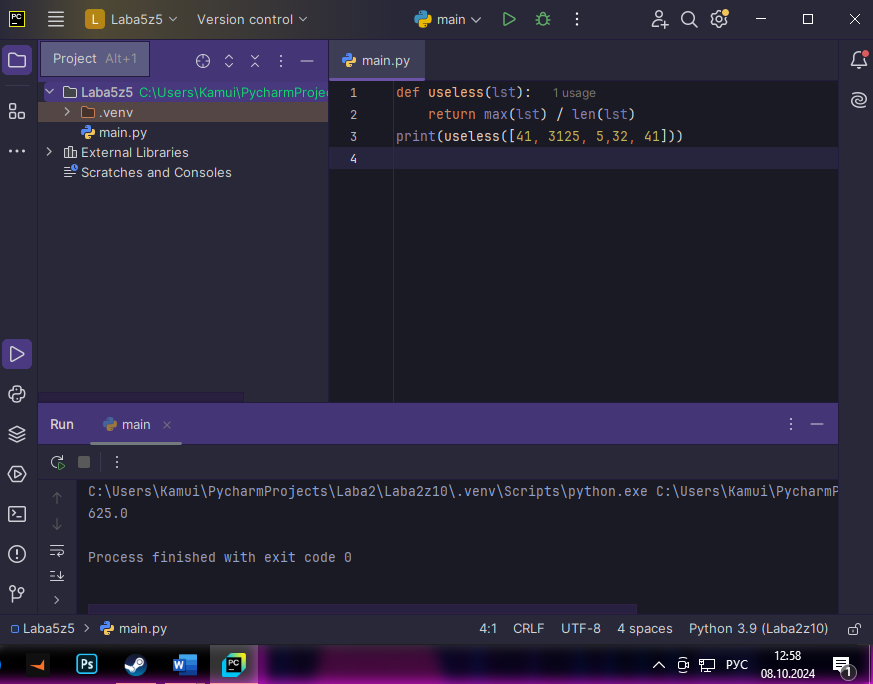 PC L Laba5z5 Version control main
Project Alt+1
main.py
Laba5z5 C:\Users\Kamui\PycharmProje
.venv
main.py
External Libraries
Scratches and Consoles
1 def useless(lst): 1 usage
2 return max(lst) / len(lst)
3 print(useless([41, 3125, 5,32, 41]))
4
Run main
C:\Users\Kamui\PycharmProjects\Laba2\Laba2z10\.venv\Scripts\python.exe C:\Users\Kamui\PycharmP
625.0
Process finished with exit code 0
Laba5z5 main.py 4:1 CRLF UTF-8 4 spaces Python 3.9 (Laba2z10)
Ps W PC РУС 12:58
08.10.2024 1